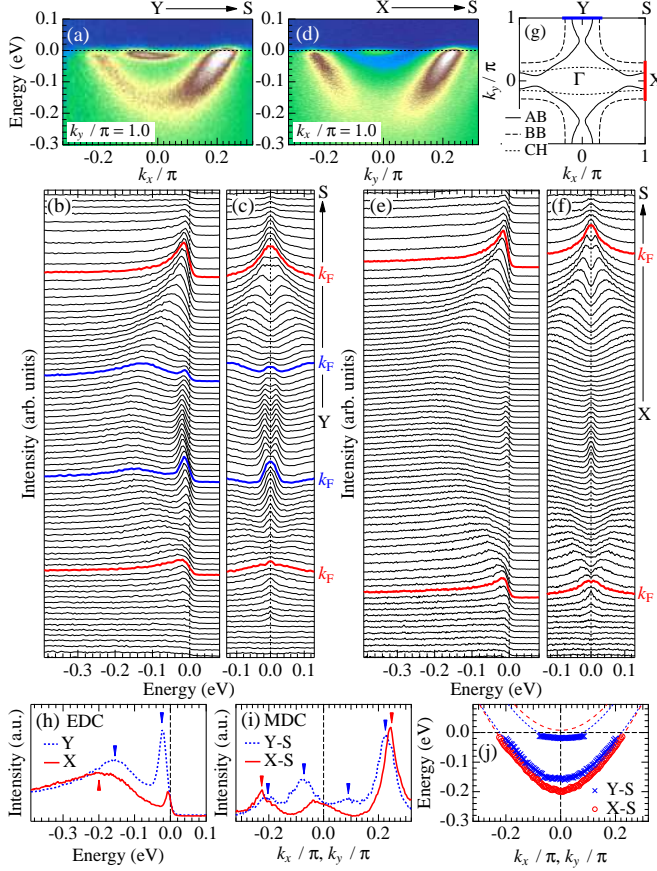 Y S
X S
(a)
(d)
(g)
Energy (eV)
0.0
-0.1
-0.2
-0.3
k_y / π = 1.0
k_x / π = 1.0
-0.2 0.0 0.2
-0.2 0.0 0.2
k_x / π
k_y / π
k_y / π
1
0
Y S
Γ X
AB
BB
CH
0 1
k_x / π
(b) (c)
S
k_F
k_F
Y
k_F
k_F
Intensity (arb. units)
-0.3 -0.2 -0.1 0.0 0.0 0.1
Energy (eV)
(e) (f)
S
k_F
X
k_F
Intensity (arb. units)
-0.3 -0.2 -0.1 0.0 0.0 0.1
Energy (eV)
(h) EDC
Y
X
Intensity (a.u.)
-0.3 -0.2 -0.1 0.0 0.1
Energy (eV)
(i) MDC
Y-S
X-S
Intensity (a.u.)
-0.2 0.0 0.2
k_x / π, k_y / π
(j)
Y-S
X-S
Energy (eV)
0.1
0.0
-0.1
-0.2
-0.3
-0.2 0.0 0.2
k_x / π, k_y / π